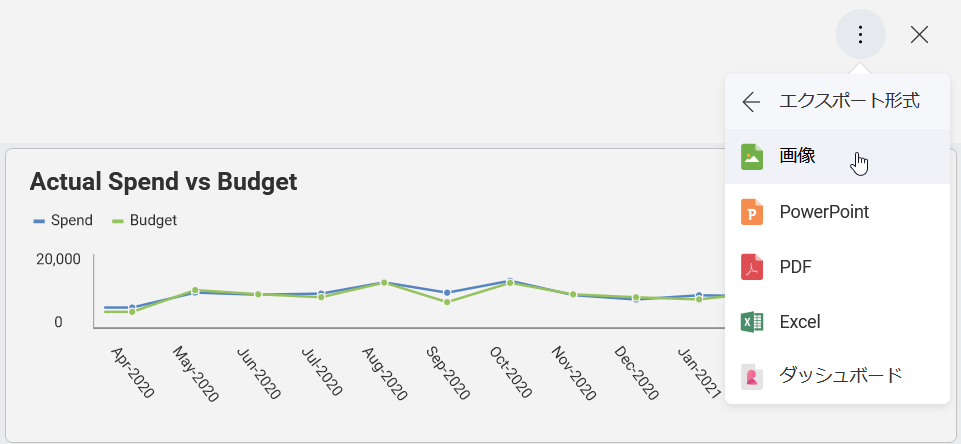 エクスポート形式
画像
PowerPoint
PDF
Excel
ダッシュボード
Actual Spend vs Budget
Spend Budget
20,000
0
Apr-2020 May-2020 Jun-2020 Jul-2020 Aug-2020 Sep-2020 Oct-2020 Nov-2020 Dec-2020 Jan-2021